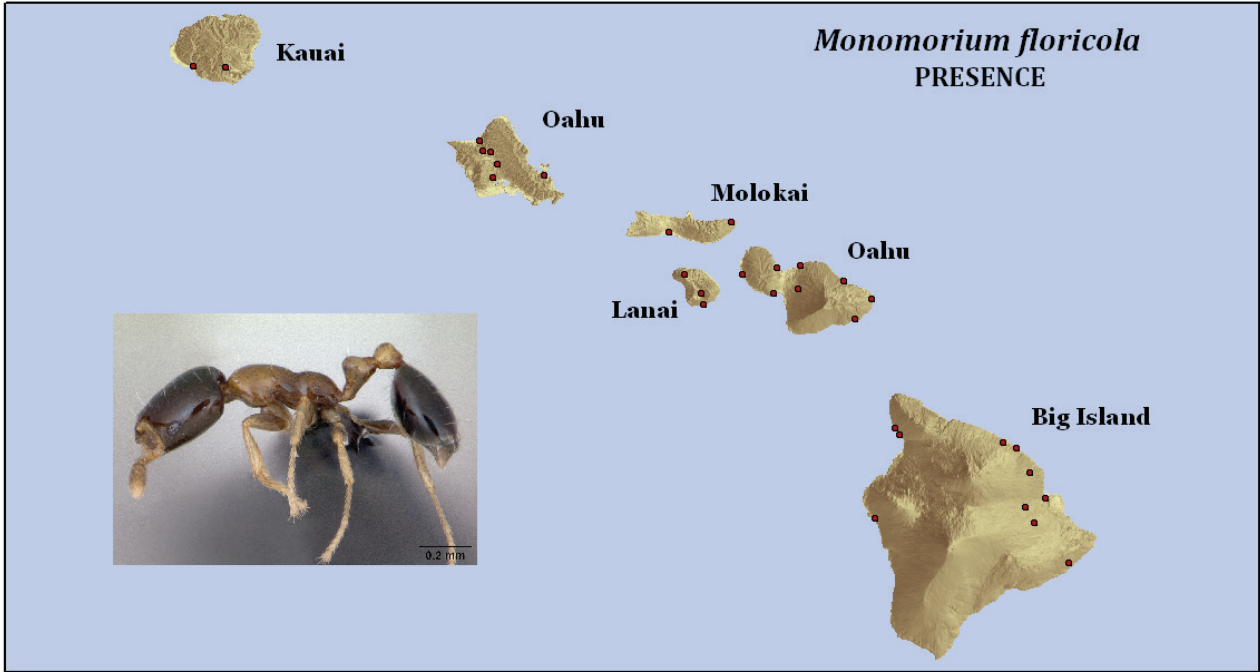 Monomorium floricola
PRESENCE
Kauai
Oahu
Molokai
Oahu
Lanai
Big Island
0.2 mm